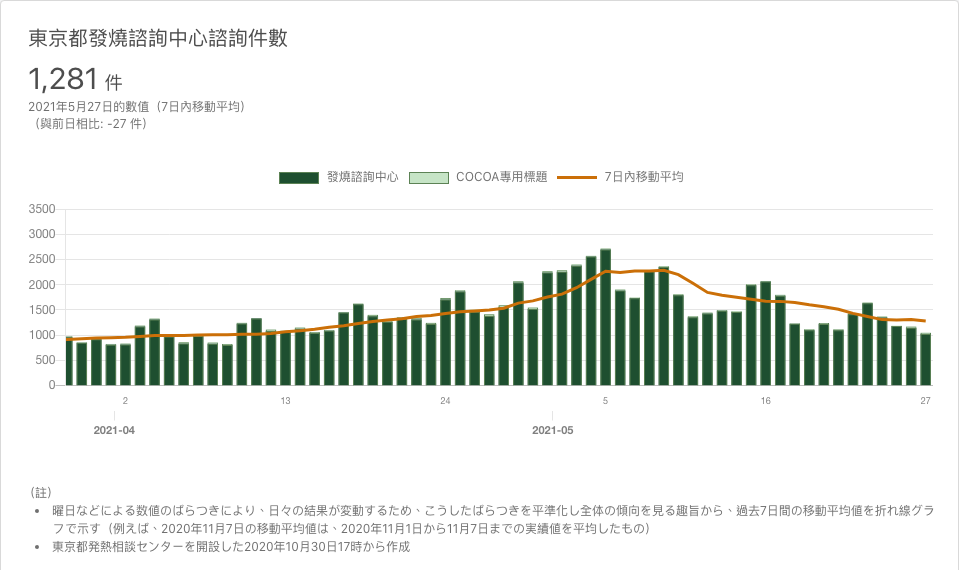 東京都發燒諮詢中心諮詢件數
1,281 件
2021年5月27日的數值（7日內移動平均）
（與前日相比: -27 件）
發燒諮詢中心 COCOA專用標題 7日內移動平均
3500
3000
2500
2000
1500
1000
500
0
2 13 24 5 16 27
2021-04 2021-05
（註）
• 曜日などによる数値のばらつきにより、日々の結果が変動するため、こうしたばらつきを平準化し全体の傾向を見る趣旨から、過去7日間の移動平均値を折れ線グラ
フで示す（例えば、2020年11月7日の移動平均値は、2020年11月1日から11月7日までの実績値を平均したもの）
• 東京都発熱相談センターを開設した2020年10月30日17時から作成